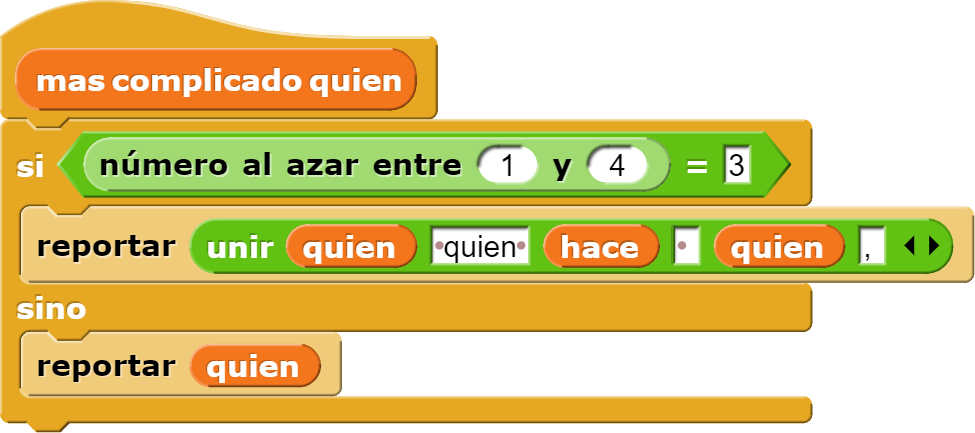 mas complicado quien
si número al azar entre 1 y 4 = 3
reportar unir quien quien hace quien ,
sino
reportar quien